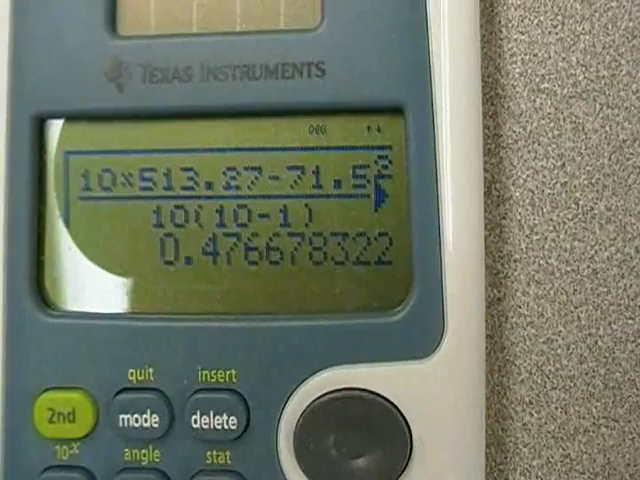 TEXAS INSTRUMENTS
DEG
10×513.27-71.5²
10(10-1)
0.476678322
quit insert
2nd mode delete
10ˣ angle stat